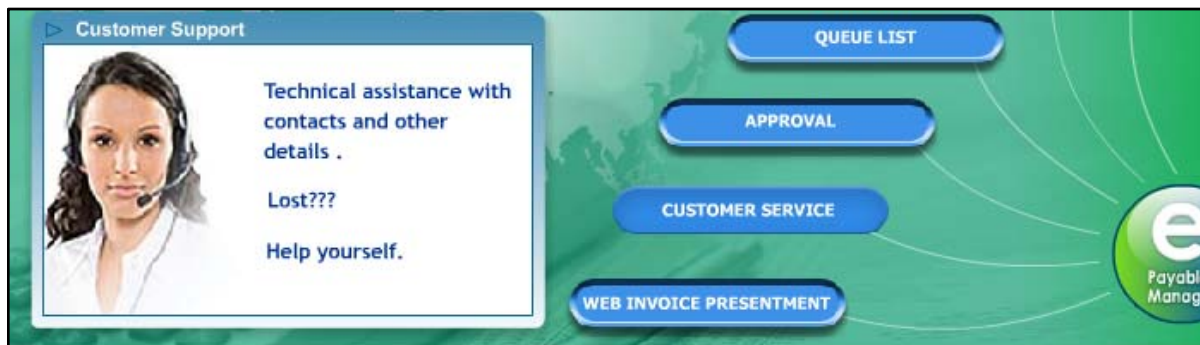 Customer Support
Technical assistance with
contacts and other
details .
Lost???
Help yourself.
QUEUE LIST
APPROVAL
CUSTOMER SERVICE
WEB INVOICE PRESENTMENT
e